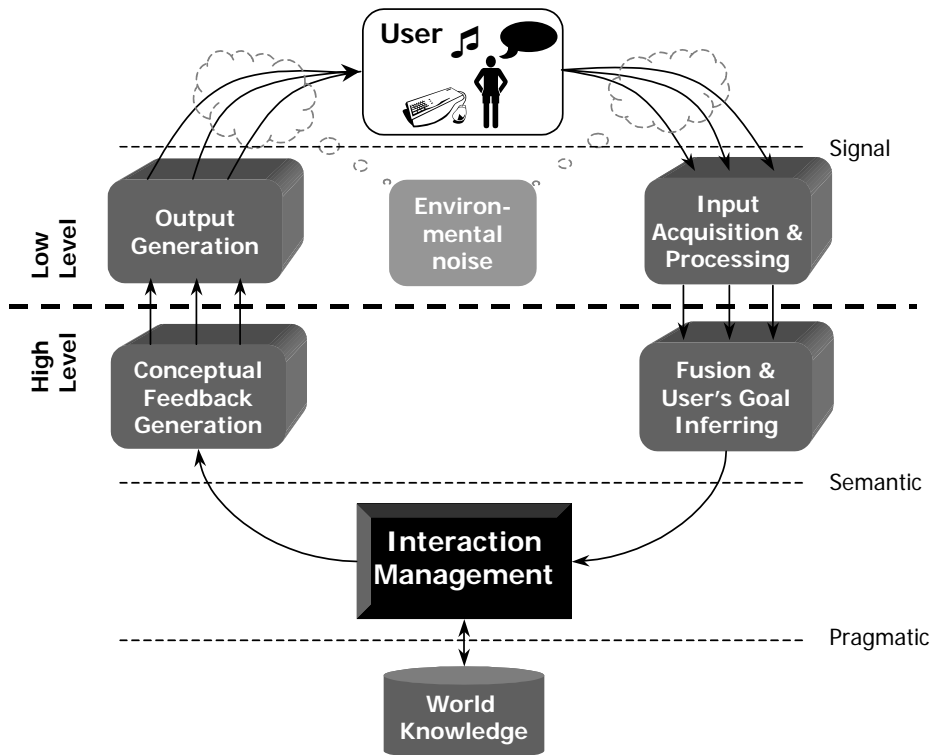 User
Signal
Output
Generation
Environ-
mental
noise
Input
Acquisition &
Processing
Low
Level
High
Level
Conceptual
Feedback
Generation
Fusion &
User's Goal
Inferring
Semantic
Interaction
Management
Pragmatic
World
Knowledge